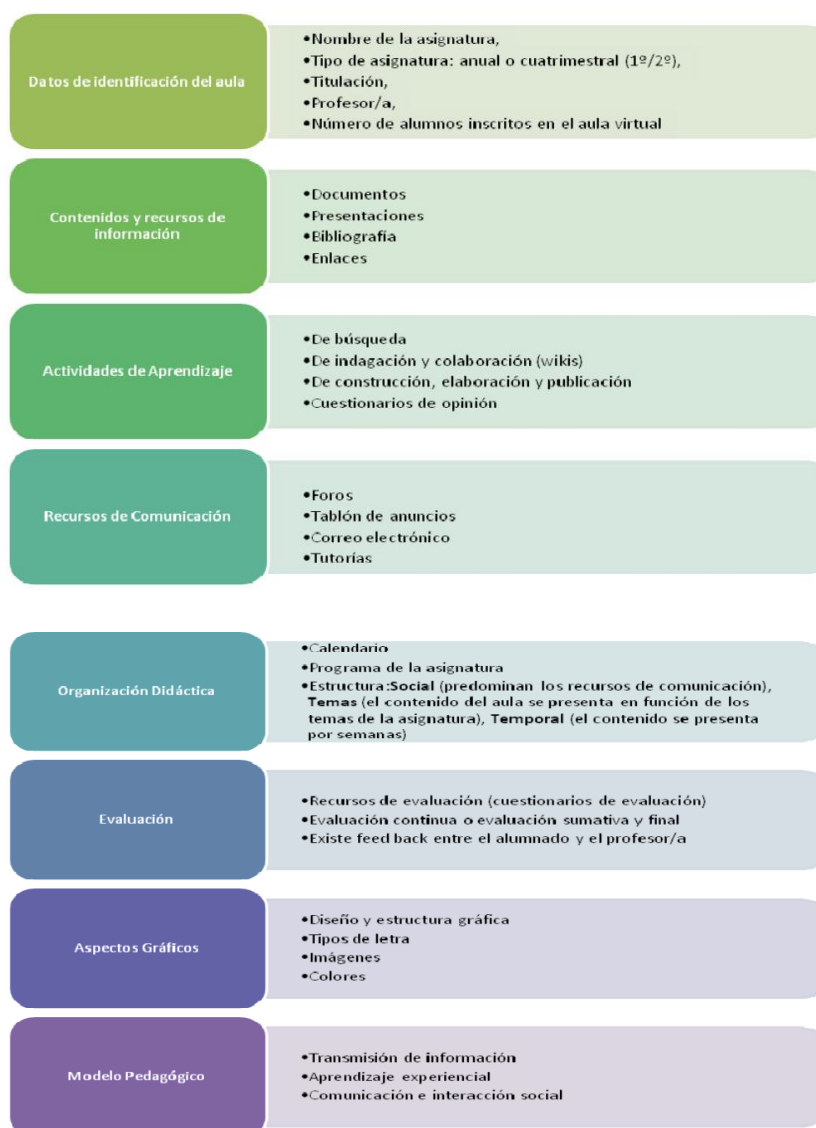 Datos de identificación del aula
•Nombre de la asignatura,
•Tipo de asignatura: anual o cuatrimestral (1º/2º),
•Titulación,
•Profesor/a,
•Número de alumnos inscritos en el aula virtual
Contenidos y recursos de
información
•Documentos
•Presentaciones
•Bibliografía
•Enlaces
Actividades de Aprendizaje
•De búsqueda
•De indagación y colaboración (wikis)
•De construcción, elaboración y publicación
•Cuestionarios de opinión
Recursos de Comunicación
•Foros
•Tablón de anuncios
•Correo electrónico
•Tutorías
Organización Didáctica
•Calendario
•Programa de la asignatura
•Estructura:Social (predominan los recursos de comunicación),
Temas (el contenido del aula se presenta en función de los
temas de la asignatura), Temporal (el contenido se presenta
por semanas)
Evaluación
•Recursos de evaluación (cuestionarios de evaluación)
•Evaluación continua o evaluación sumativa y final
•Existe feed back entre el alumnado y el profesor/a
Aspectos Gráficos
•Diseño y estructura gráfica
•Tipos de letra
•Imágenes
•Colores
Modelo Pedagógico
•Transmisión de información
•Aprendizaje experiencial
•Comunicación e interacción social